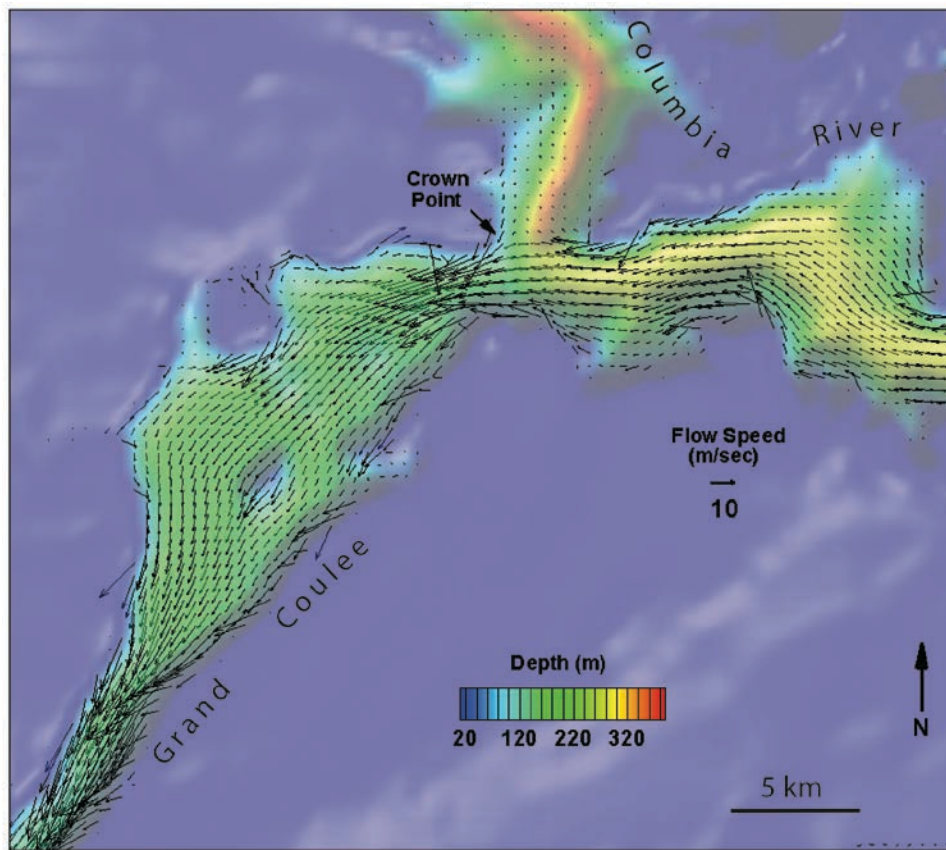 Columbia
River
Crown
Point
Flow Speed
(m/sec)
10
Grand Coulee
Depth (m)
20 120 220 320
N
5 km